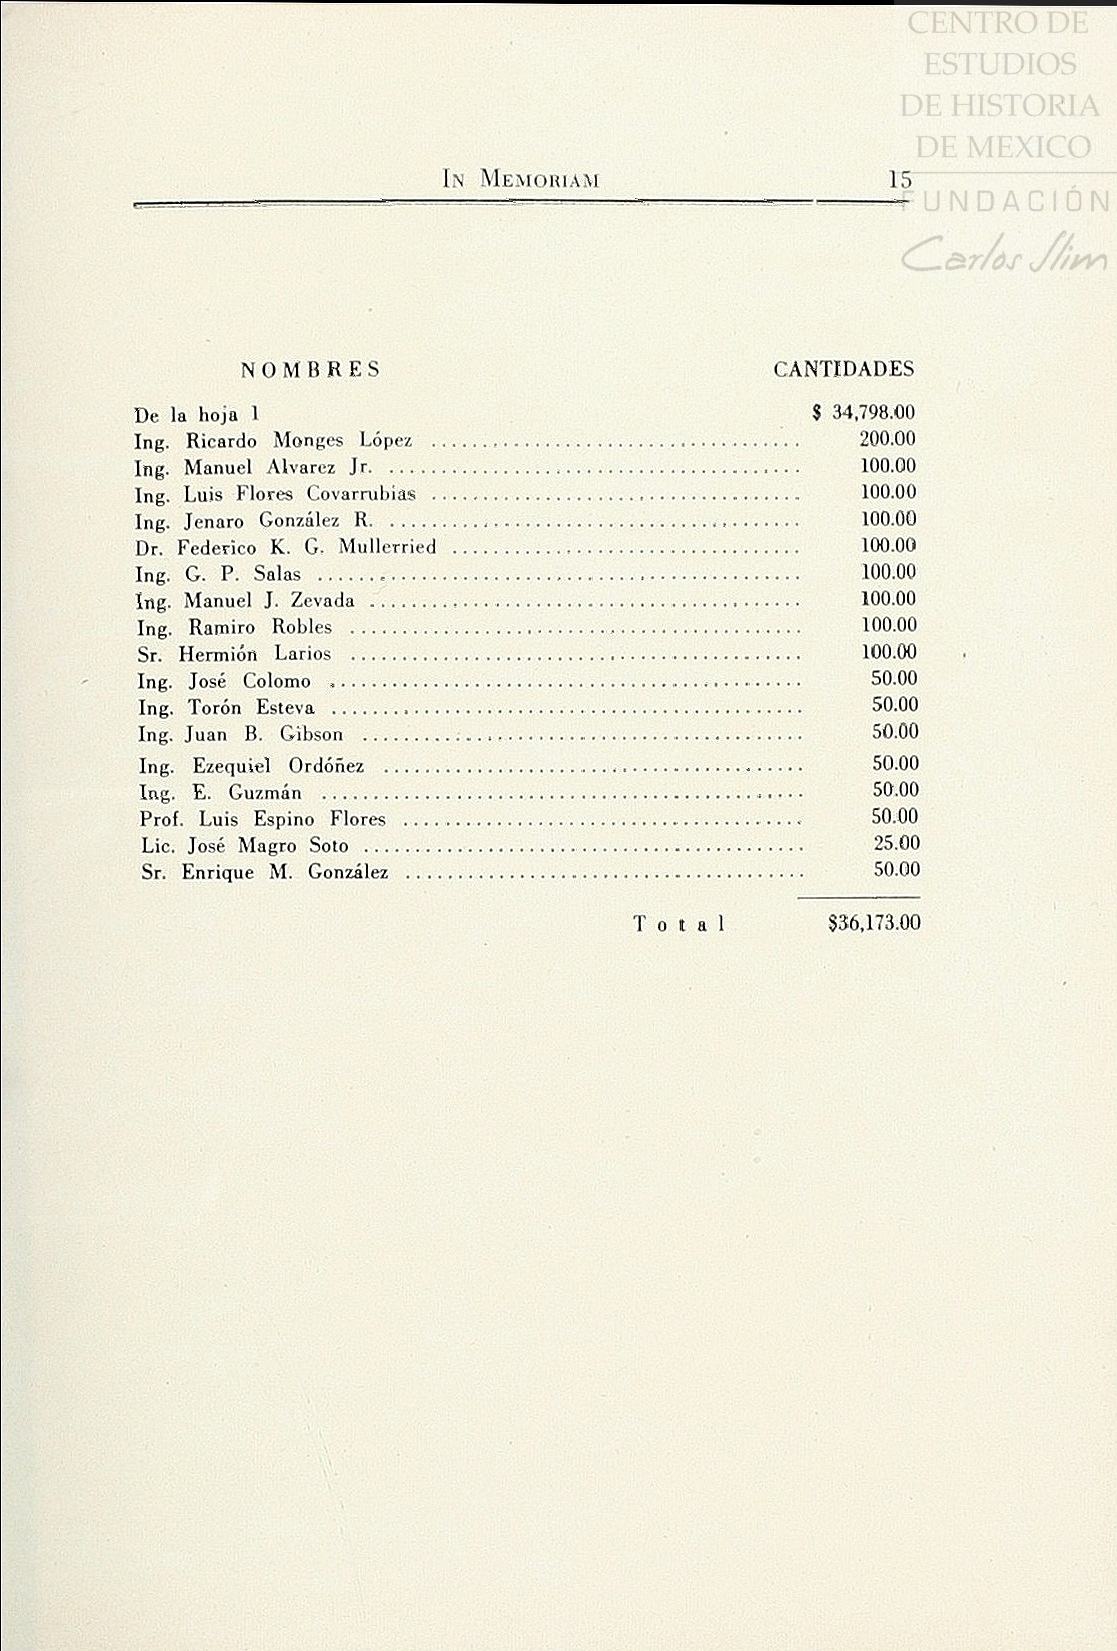 CENTRO DE
ESTUDIOS
DE HISTORIA
DE MEXICO
FUNDACIÓN
Carlos Slim
IN MEMORIAM 15
NOMBRES CANTIDADES
De la hoja 1 $ 34,798.00
Ing. Ricardo Monges López .................................... 200.00
Ing. Manuel Alvarez Jr. ........................................ 100.00
Ing. Luis Flores Covarrubias .................................... 100.00
Ing. Jenaro González R. ........................................ 100.00
Dr. Federico K. G. Mullerried .................................. 100.00
Ing. G. P. Salas ............................................... 100.00
Ing. Manuel J. Zevada .......................................... 100.00
Ing. Ramiro Robles ............................................ 100.00
Sr. Hermión Larios ............................................ 100.00
Ing. José Colomo .............................................. 50.00
Ing. Torón Esteva .............................................. 50.00
Ing. Juan B. Gibson ........................................... 50.00
Ing. Ezequiel Ordóñez ......................................... 50.00
Ing. E. Guzmán ............................................... 50.00
Prof. Luis Espino Flores ....................................... 50.00
Lic. José Magro Soto ........................................... 25.00
Sr. Enrique M. González ....................................... 50.00
Total $36,173.00